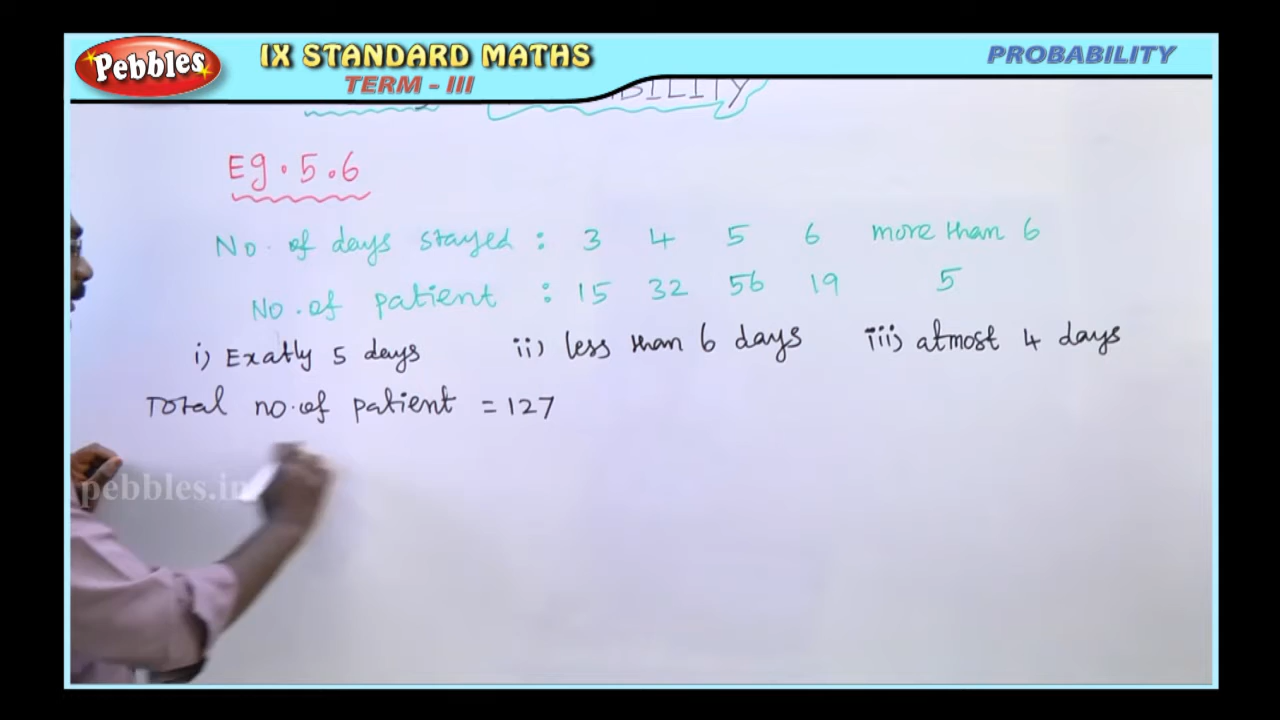 Pebbles
IX STANDARD MATHS
TERM - III
PROBABILITY
Eg. 5.6
No. of days stayed : 3 4 5 6 more than 6
No. of patient : 15 32 56 19 5
i) Exatly 5 days ii) less than 6 days iii) atmost 4 days
Total no. of patient = 127
pebbles.in